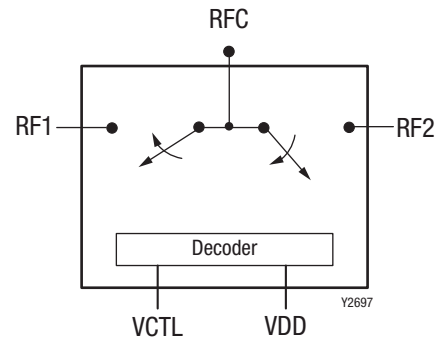 RFC
RF1
RF2
Decoder
Y2697
VCTL
VDD